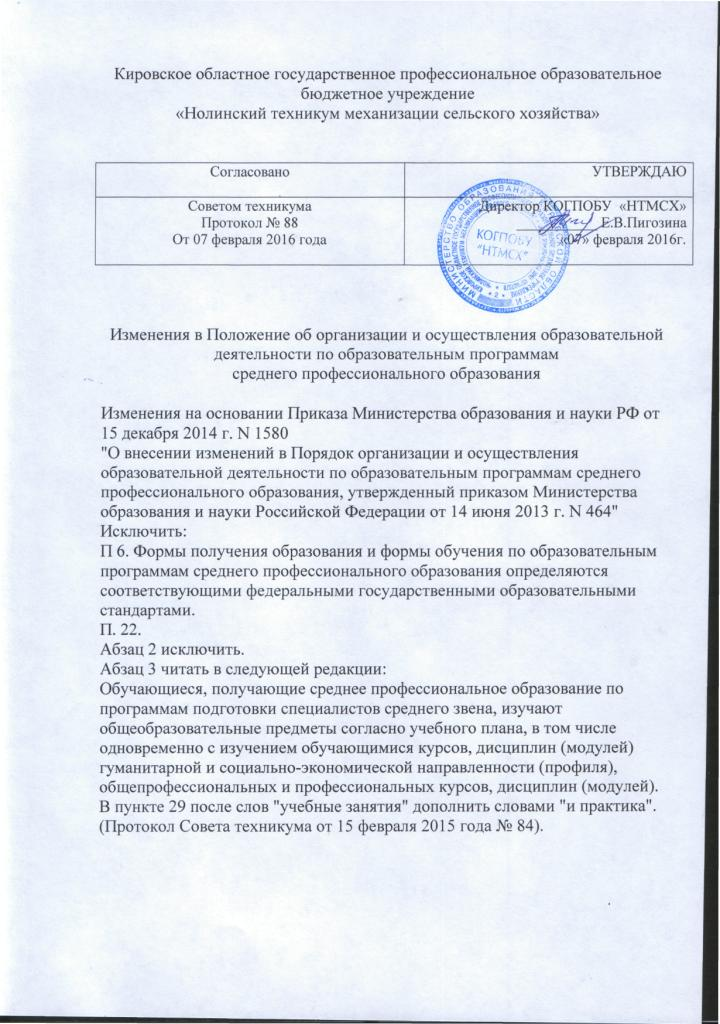 Кировское областное государственное профессиональное образовательное
бюджетное учреждение
«Нолинский техникум механизации сельского хозяйства»
Согласовано
УТВЕРЖДАЮ
Советом техникума
Протокол № 88
От 07 февраля 2016 года
Директор КОГПОБУ «НТМСХ»
Е.В.Пигозина
«07» февраля 2016г.
КОГПОБУ
"НТМСХ"
Изменения в Положение об организации и осуществления образовательной
деятельности по образовательным программам
среднего профессионального образования
Изменения на основании Приказа Министерства образования и науки РФ от
15 декабря 2014 г. N 1580
"О внесении изменений в Порядок организации и осуществления
образовательной деятельности по образовательным программам среднего
профессионального образования, утвержденный приказом Министерства
образования и науки Российской Федерации от 14 июня 2013 г. N 464"
Исключить:
П 6. Формы получения образования и формы обучения по образовательным
программам среднего профессионального образования определяются
соответствующими федеральными государственными образовательными
стандартами.
П. 22.
Абзац 2 исключить.
Абзац 3 читать в следующей редакции:
Обучающиеся, получающие среднее профессиональное образование по
программам подготовки специалистов среднего звена, изучают
общеобразовательные предметы согласно учебного плана, в том числе
одновременно с изучением обучающимися курсов, дисциплин (модулей)
гуманитарной и социально-экономической направленности (профиля),
общепрофессиональных и профессиональных курсов, дисциплин (модулей).
В пункте 29 после слов "учебные занятия" дополнить словами "и практика".
(Протокол Совета техникума от 15 февраля 2015 года № 84).